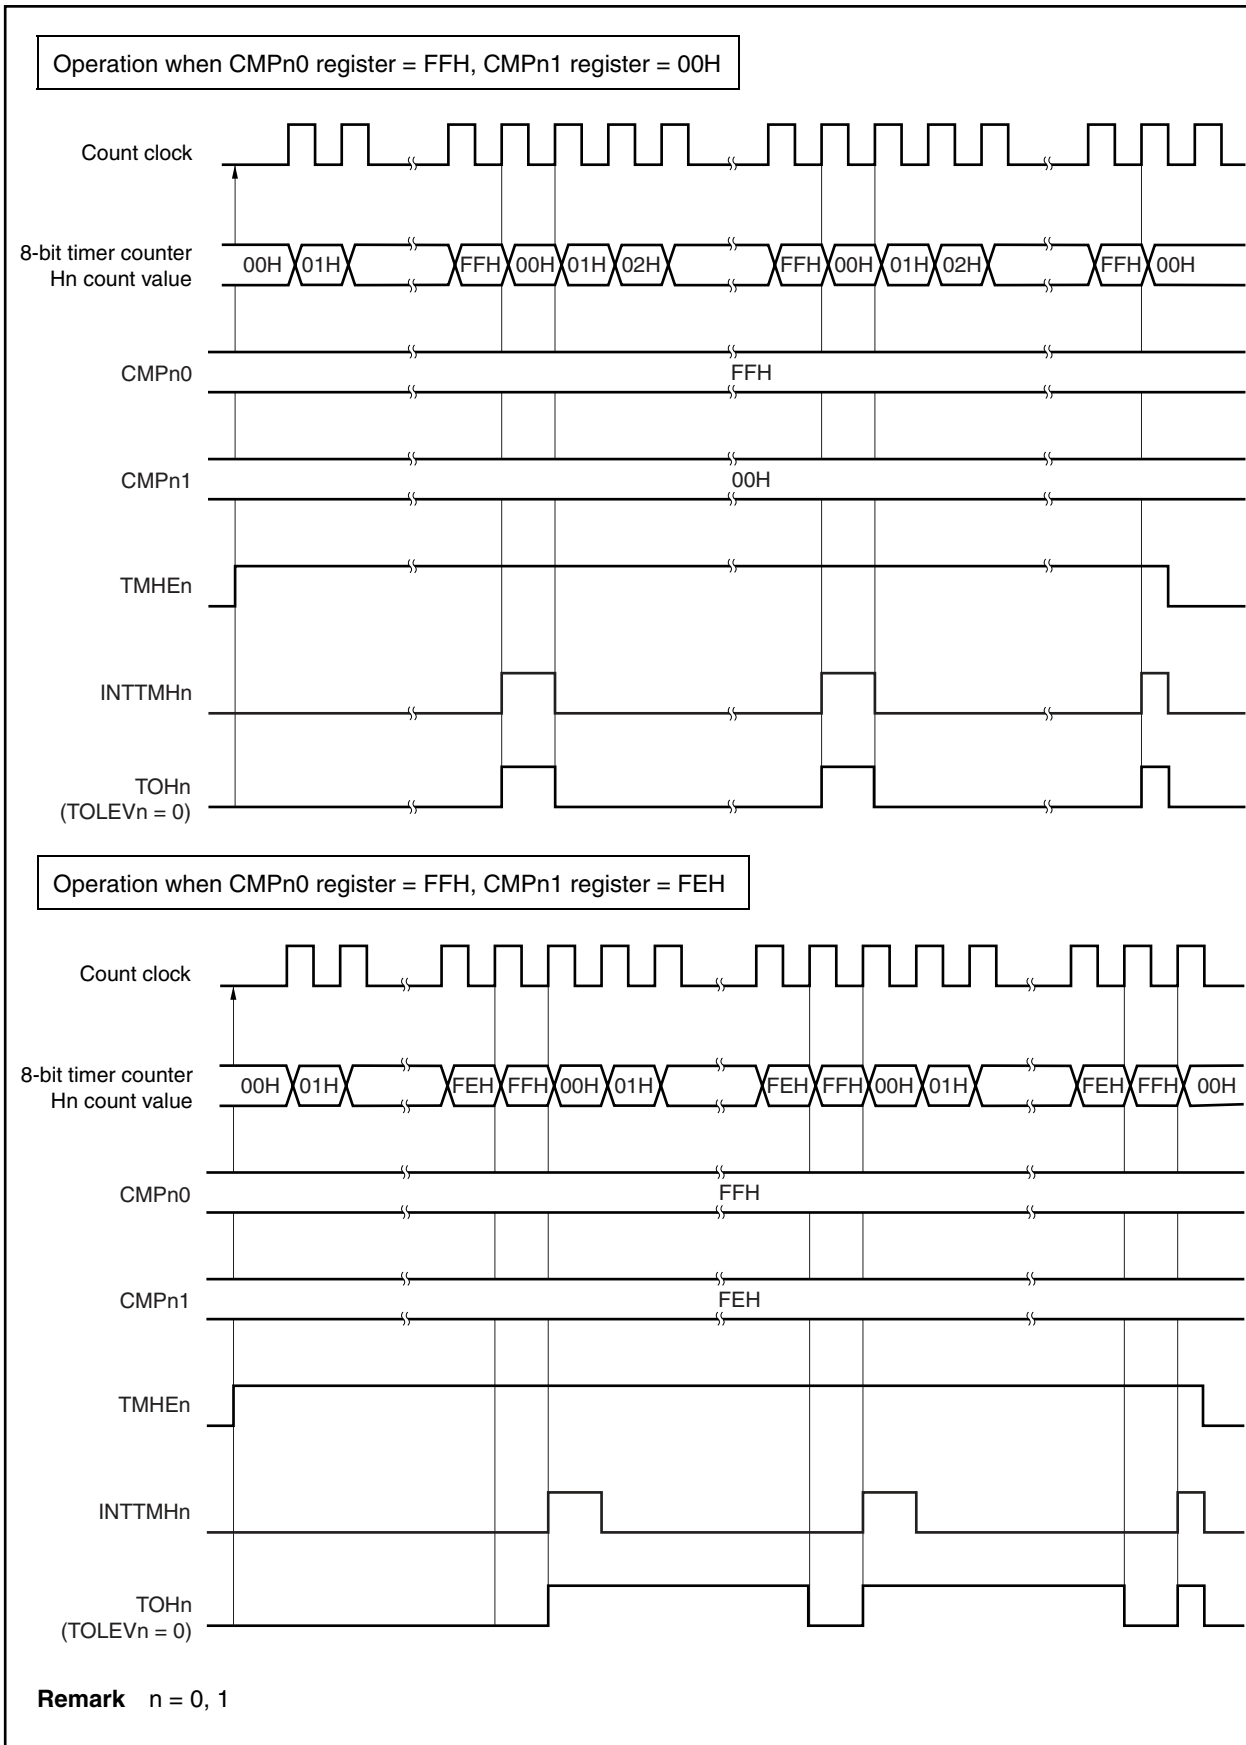 Operation when CMPn0 register = FFH, CMPn1 register = 00H
Count clock
8-bit timer counter
Hn count value
00H 01H FFH 00H 01H 02H FFH 00H 01H 02H FFH 00H
CMPn0 FFH
CMPn1 00H
TMHEn
INTTMHn
TOHn
(TOLEVn = 0)
Operation when CMPn0 register = FFH, CMPn1 register = FEH
Count clock
8-bit timer counter
Hn count value
00H 01H FEH FFH 00H 01H FEH FFH 00H 01H FEH FFH 00H
CMPn0 FFH
CMPn1 FEH
TMHEn
INTTMHn
TOHn
(TOLEVn = 0)
Remark n = 0, 1